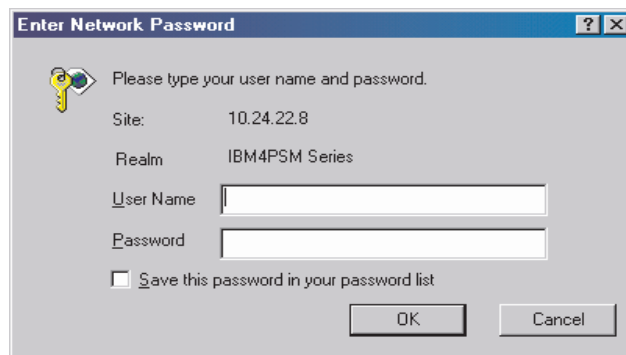 Enter Network Password
Please type your user name and password.
Site: 10.24.22.8
Realm IBM4PSM Series
User Name
Password
Save this password in your password list
OK Cancel